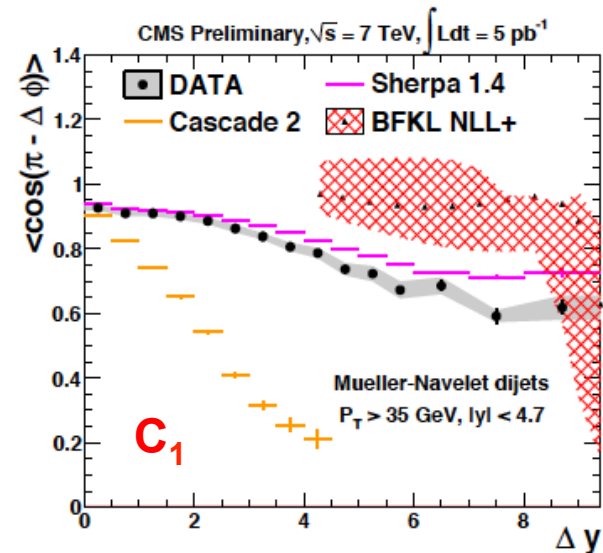 CMS Preliminary, √s = 7 TeV, ∫Ldt = 5 pb⁻¹
<cos(π - Δ ϕ)>
1.4
1.2
1
0.8
0.6
0.4
0.2
0
DATA
Sherpa 1.4
Cascade 2
BFKL NLL+
Mueller-Navelet dijets
P_T > 35 GeV, |y| < 4.7
C₁
0 2 4 6 8
Δ y